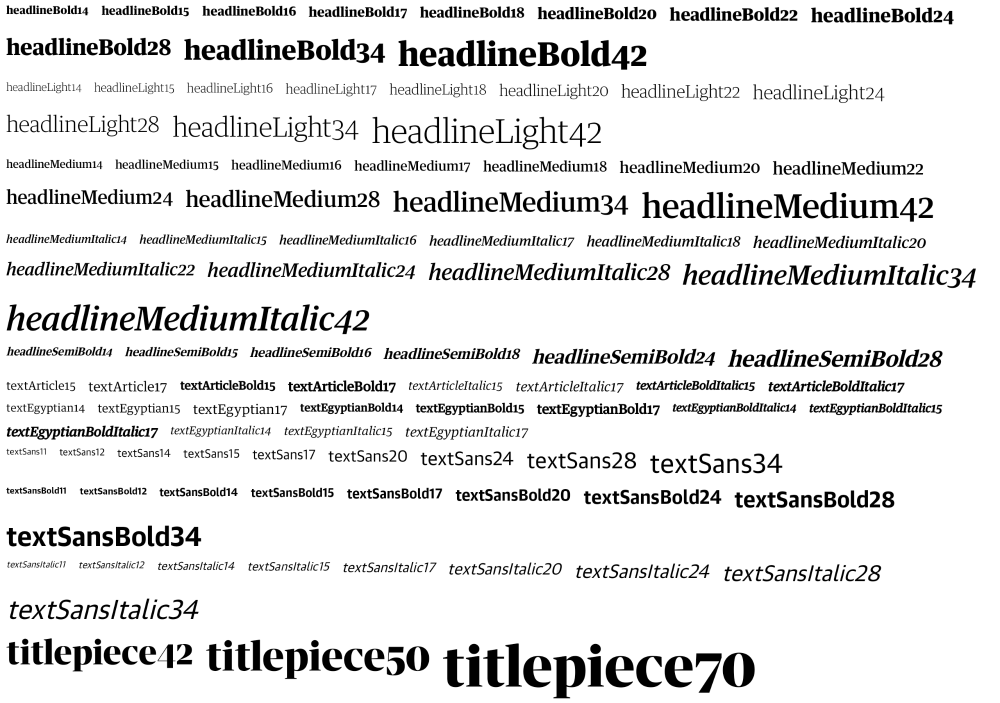 headlineBold14 headlineBold15 headlineBold16 headlineBold17 headlineBold18 headlineBold20 headlineBold22 headlineBold24
headlineBold28 headlineBold34 headlineBold42
headlineLight14 headlineLight15 headlineLight16 headlineLight17 headlineLight18 headlineLight20 headlineLight22 headlineLight24
headlineLight28 headlineLight34 headlineLight42
headlineMedium14 headlineMedium15 headlineMedium16 headlineMedium17 headlineMedium18 headlineMedium20 headlineMedium22
headlineMedium24 headlineMedium28 headlineMedium34 headlineMedium42
headlineMediumItalic14 headlineMediumItalic15 headlineMediumItalic16 headlineMediumItalic17 headlineMediumItalic18 headlineMediumItalic20
headlineMediumItalic22 headlineMediumItalic24 headlineMediumItalic28 headlineMediumItalic34
headlineMediumItalic42
headlineSemiBold14 headlineSemiBold15 headlineSemiBold16 headlineSemiBold18 headlineSemiBold24 headlineSemiBold28
textArticle15 textArticle17 textArticleBold15 textArticleBold17 textArticleItalic15 textArticleItalic17 textArticleBoldItalic15 textArticleBoldItalic17
textEgyptian14 textEgyptian15 textEgyptian17 textEgyptianBold14 textEgyptianBold15 textEgyptianBold17 textEgyptianBoldItalic14 textEgyptianBoldItalic15
textEgyptianBoldItalic17 textEgyptianItalic14 textEgyptianItalic15 textEgyptianItalic17
textSans11 textSans12 textSans14 textSans15 textSans17 textSans20 textSans24 textSans28 textSans34
textSansBold11 textSansBold12 textSansBold14 textSansBold15 textSansBold17 textSansBold20 textSansBold24 textSansBold28
textSansBold34
textSansItalic11 textSansItalic12 textSansItalic14 textSansItalic15 textSansItalic17 textSansItalic20 textSansItalic24 textSansItalic28
textSansItalic34
titlepiece42 titlepiece50 titlepiece70